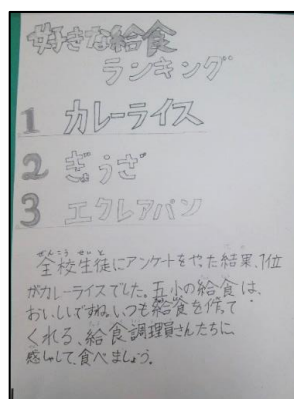 好きな給食
ランキング
1 カレーライス
2 ぎょうざ
3 エクレアパン
ぜんこう せいと
全校生徒にアンケートをやた結果、1位
がカレーライスでした。五小の給食は、
おいしいですね。いつも給食を作って
くれる、給食調理員さんたちに
感しゃして、食べましょう。